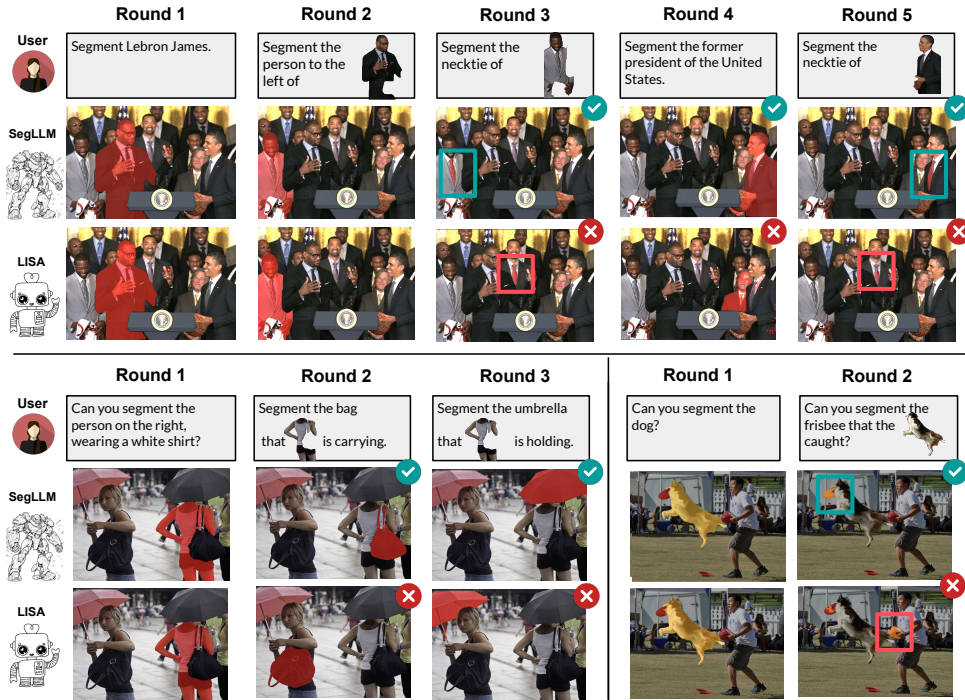 Round 1
Round 2
Round 3
Round 4
Round 5
User
Segment Lebron James.
Segment the
person to the
left of
Segment the
necktie of
Segment the former
president of the United
States.
Segment the
necktie of
SegLLM
LISA
Round 1
Round 2
Round 3
Round 1
Round 2
User
Can you segment the
person on the right,
wearing a white shirt?
Segment the bag
that is carrying.
Segment the umbrella
that is holding.
Can you segment the
dog?
Can you segment the
frisbee that the
caught?
SegLLM
LISA